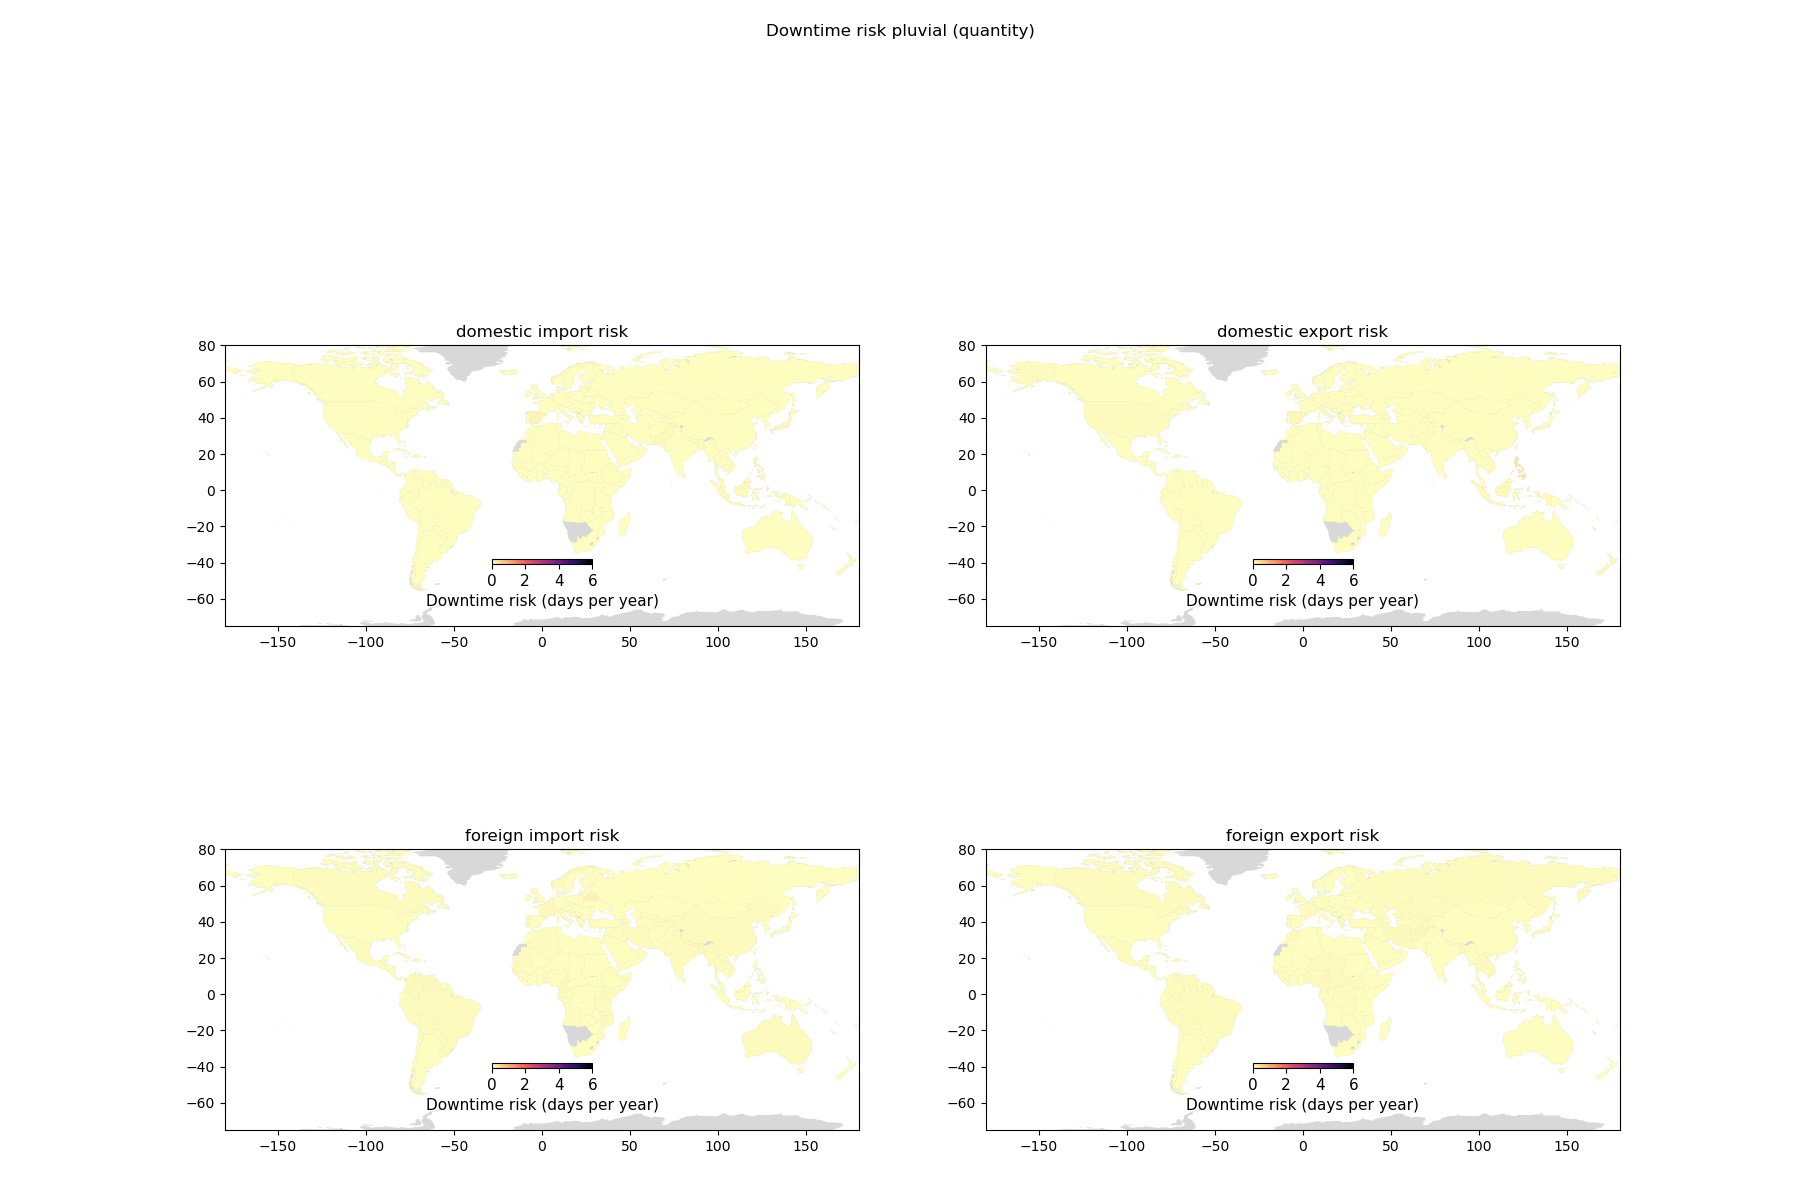 Downtime risk pluvial (quantity)
domestic import risk
80
60
40
20
0
−20
−40
−60
0 2 4 6
Downtime risk (days per year)
−150 −100 −50 0 50 100 150
domestic export risk
80
60
40
20
0
−20
−40
−60
0 2 4 6
Downtime risk (days per year)
−150 −100 −50 0 50 100 150
foreign import risk
80
60
40
20
0
−20
−40
−60
0 2 4 6
Downtime risk (days per year)
−150 −100 −50 0 50 100 150
foreign export risk
80
60
40
20
0
−20
−40
−60
0 2 4 6
Downtime risk (days per year)
−150 −100 −50 0 50 100 150